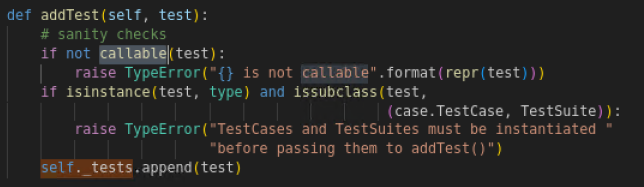 def addTest(self, test):
    # sanity checks
    if not callable(test):
        raise TypeError("{} is not callable".format(repr(test)))
    if isinstance(test, type) and issubclass(test,
                                             (case.TestCase, TestSuite)):
        raise TypeError("TestCases and TestSuites must be instantiated "
                        "before passing them to addTest()")
    self._tests.append(test)